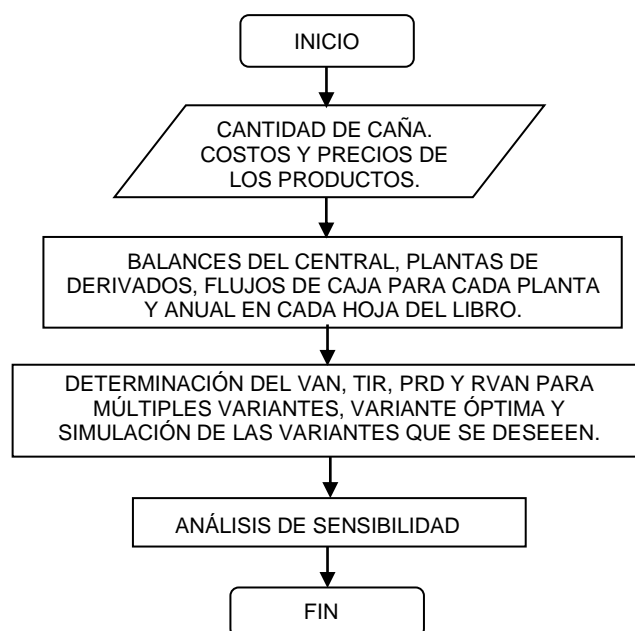 INICIO
CANTIDAD DE CAÑA.
COSTOS Y PRECIOS DE
LOS PRODUCTOS.
BALANCES DEL CENTRAL, PLANTAS DE
DERIVADOS, FLUJOS DE CAJA PARA CADA PLANTA
Y ANUAL EN CADA HOJA DEL LIBRO.
DETERMINACIÓN DEL VAN, TIR, PRD Y RVAN PARA
MÚLTIPLES VARIANTES, VARIANTE ÓPTIMA Y
SIMULACIÓN DE LAS VARIANTES QUE SE DESEEEN.
ANÁLISIS DE SENSIBILIDAD
FIN